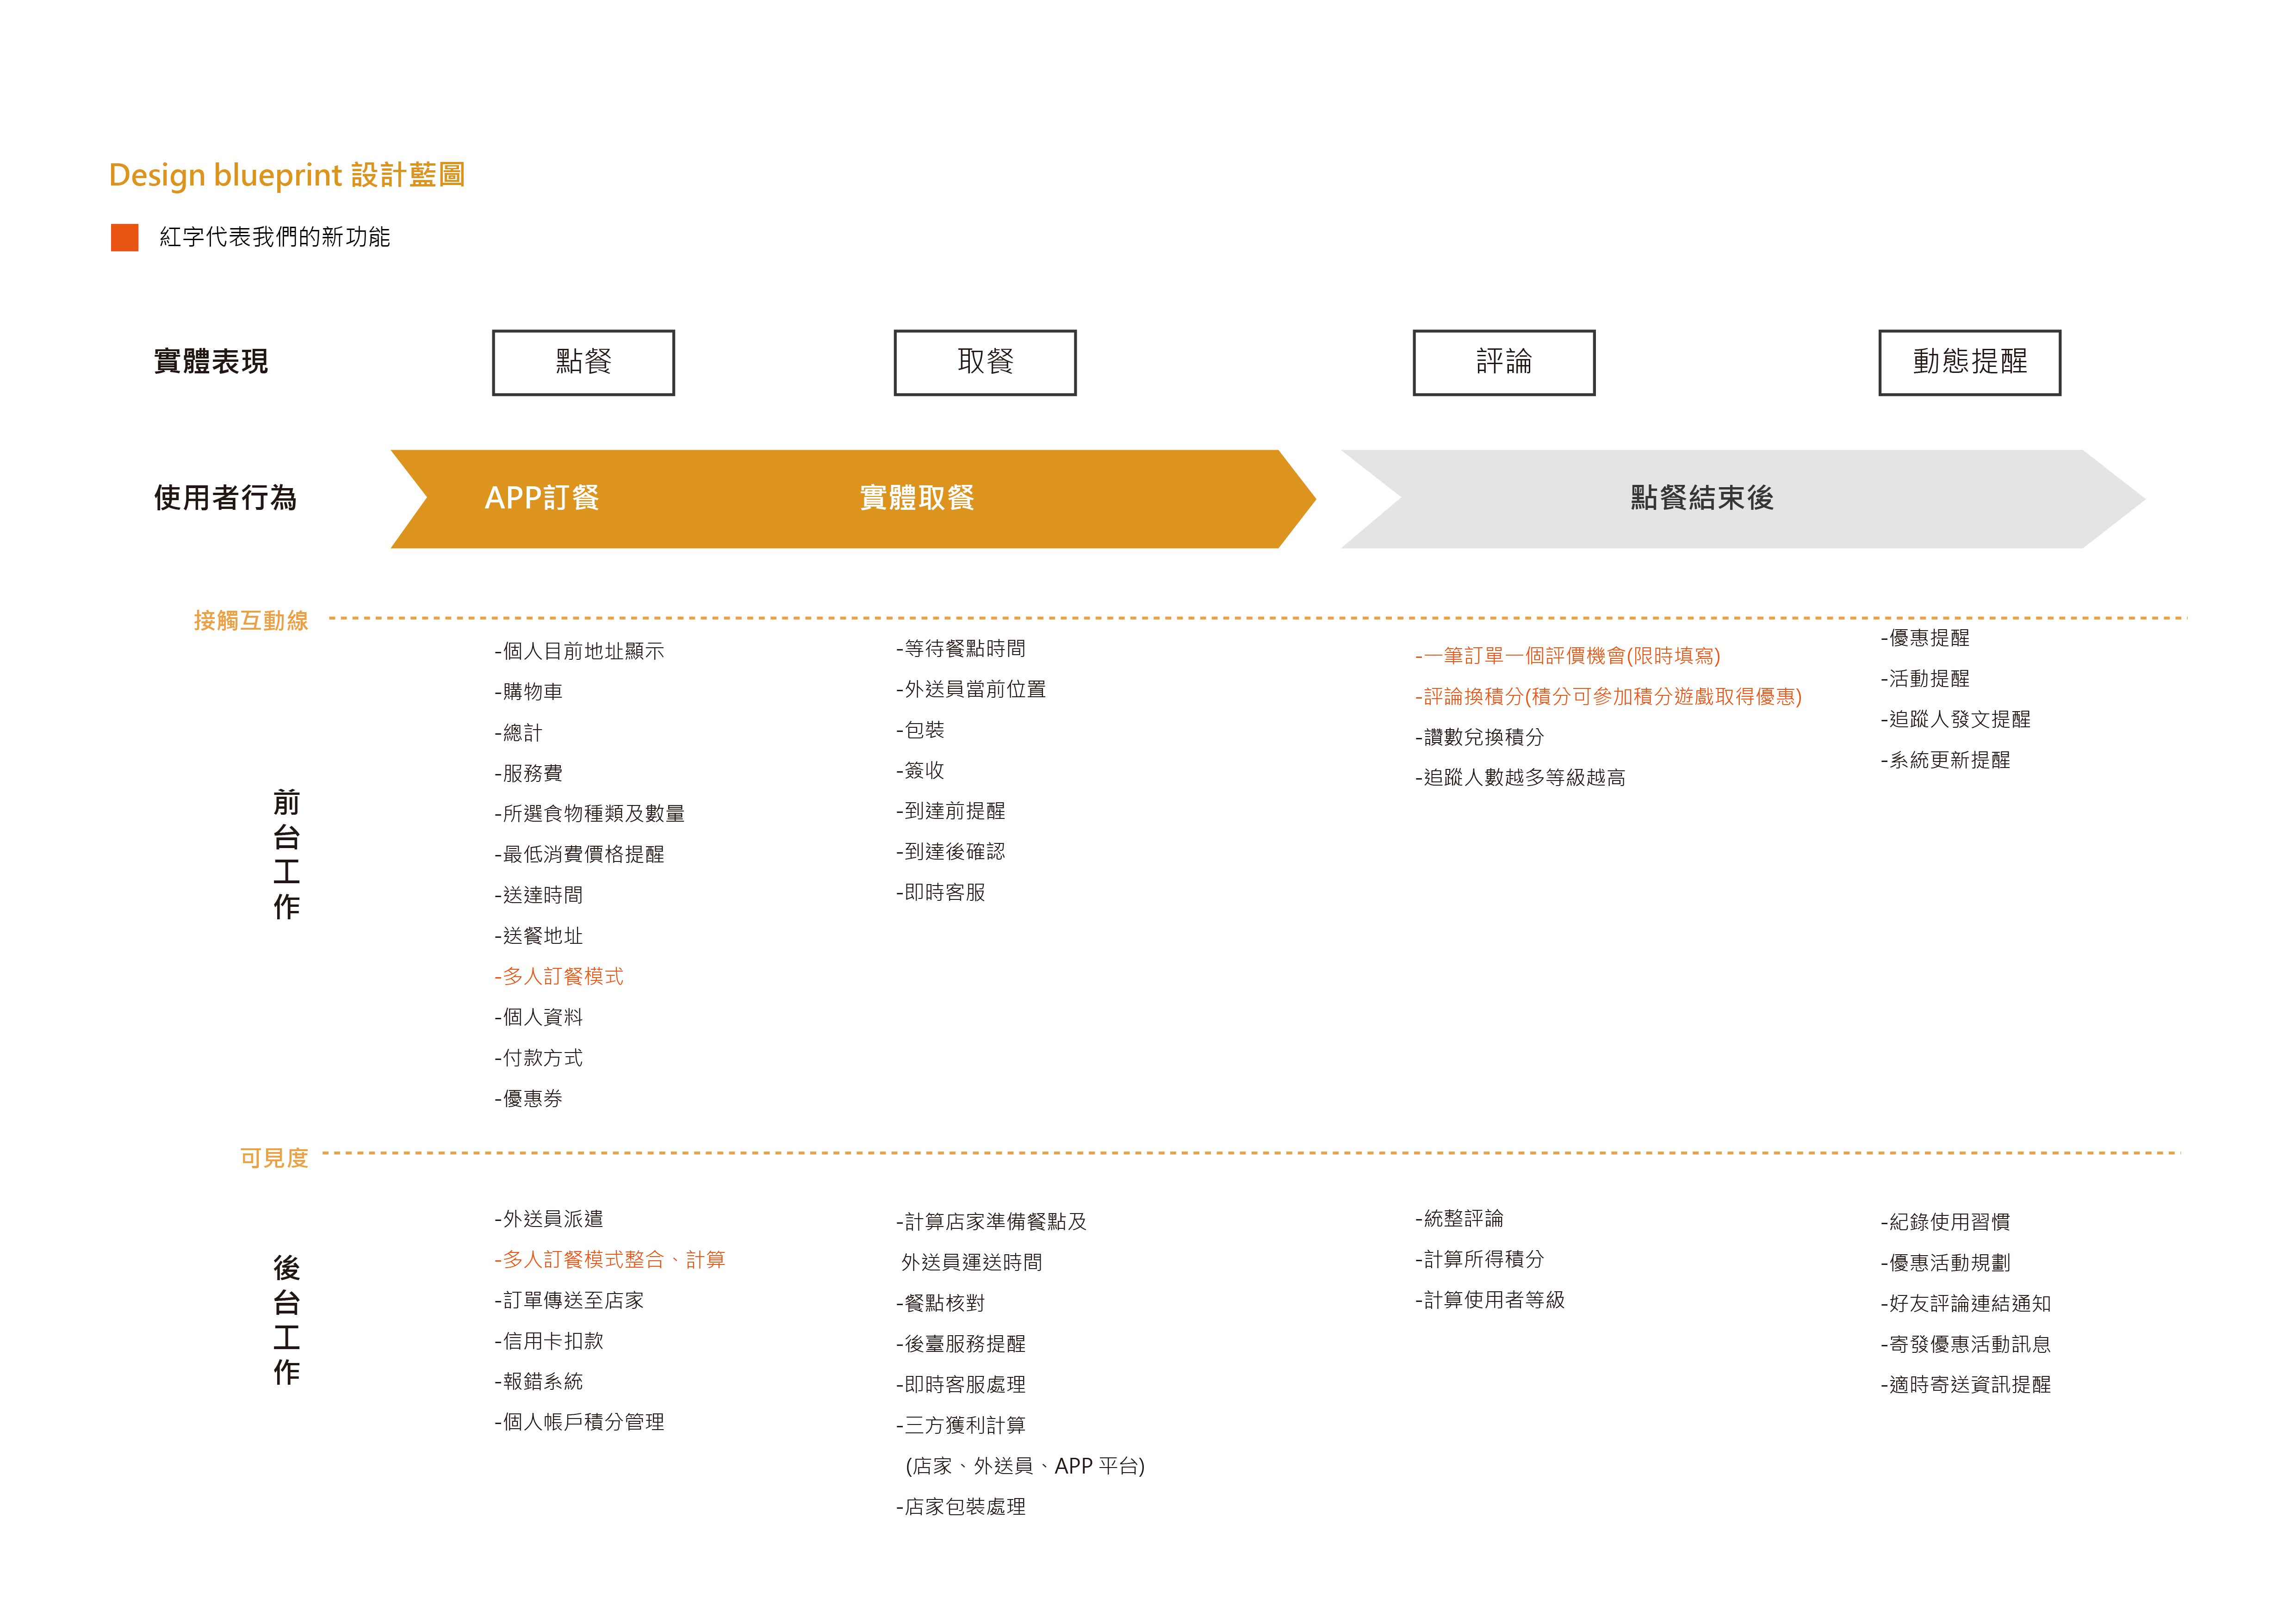 Design blueprint 設計藍圖
紅字代表我們的新功能
實體表現
點餐
取餐
評論
動態提醒
使用者行為
APP訂餐
實體取餐
點餐結束後
接觸互動線
前台工作
-個人目前地址顯示
-購物車
-總計
-服務費
-所選食物種類及數量
-最低消費價格提醒
-送達時間
-送餐地址
-多人訂餐模式
-個人資料
-付款方式
-優惠券
-等待餐點時間
-外送員當前位置
-包裝
-簽收
-到達前提醒
-到達後確認
-即時客服
-一筆訂單一個評價機會(限時填寫)
-評論換積分(積分可參加積分遊戲取得優惠)
-讚數兌換積分
-追蹤人數越多等級越高
-優惠提醒
-活動提醒
-追蹤人發文提醒
-系統更新提醒
可見度
後台工作
-外送員派遣
-多人訂餐模式整合、計算
-訂單傳送至店家
-信用卡扣款
-報錯系統
-個人帳戶積分管理
-計算店家準備餐點及
外送員運送時間
-餐點核對
-後臺服務提醒
-即時客服處理
-三方獲利計算
(店家、外送員、APP 平台)
-店家包裝處理
-統整評論
-計算所得積分
-計算使用者等級
-紀錄使用習慣
-優惠活動規劃
-好友評論連結通知
-寄發優惠活動訊息
-適時寄送資訊提醒